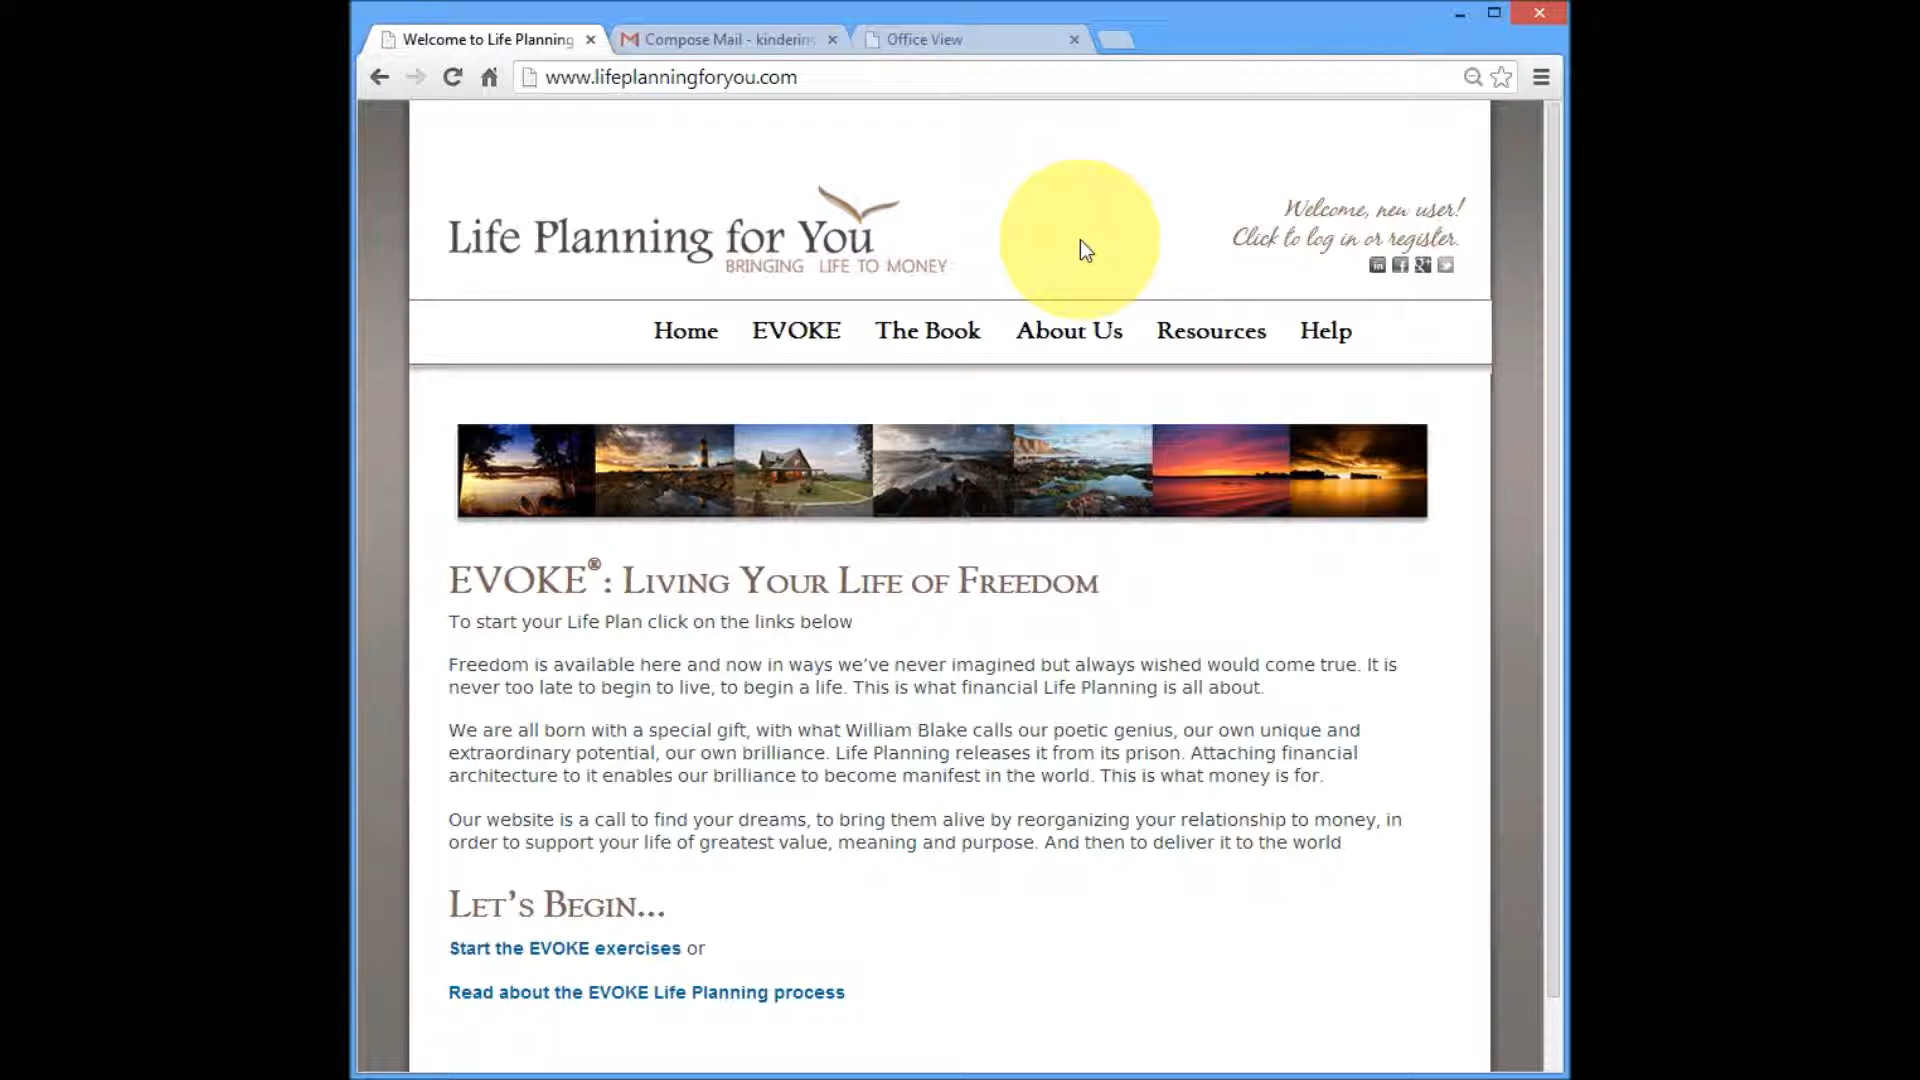 Welcome to Life Planning
Compose Mail - kinderins
Office View
www.lifeplanningforyou.com
Life Planning for You
BRINGING LIFE TO MONEY
Welcome, new user!
Click to log in or register.
Home EVOKE The Book About Us Resources Help
EVOKE®: Living Your Life of Freedom
To start your Life Plan click on the links below
Freedom is available here and now in ways we’ve never imagined but always wished would come true. It is
never too late to begin to live, to begin a life. This is what financial Life Planning is all about.
We are all born with a special gift, with what William Blake calls our poetic genius, our own unique and
extraordinary potential, our own brilliance. Life Planning releases it from its prison. Attaching financial
architecture to it enables our brilliance to become manifest in the world. This is what money is for.
Our website is a call to find your dreams, to bring them alive by reorganizing your relationship to money, in
order to support your life of greatest value, meaning and purpose. And then to deliver it to the world
Let’s Begin...
Start the EVOKE exercises or
Read about the EVOKE Life Planning process